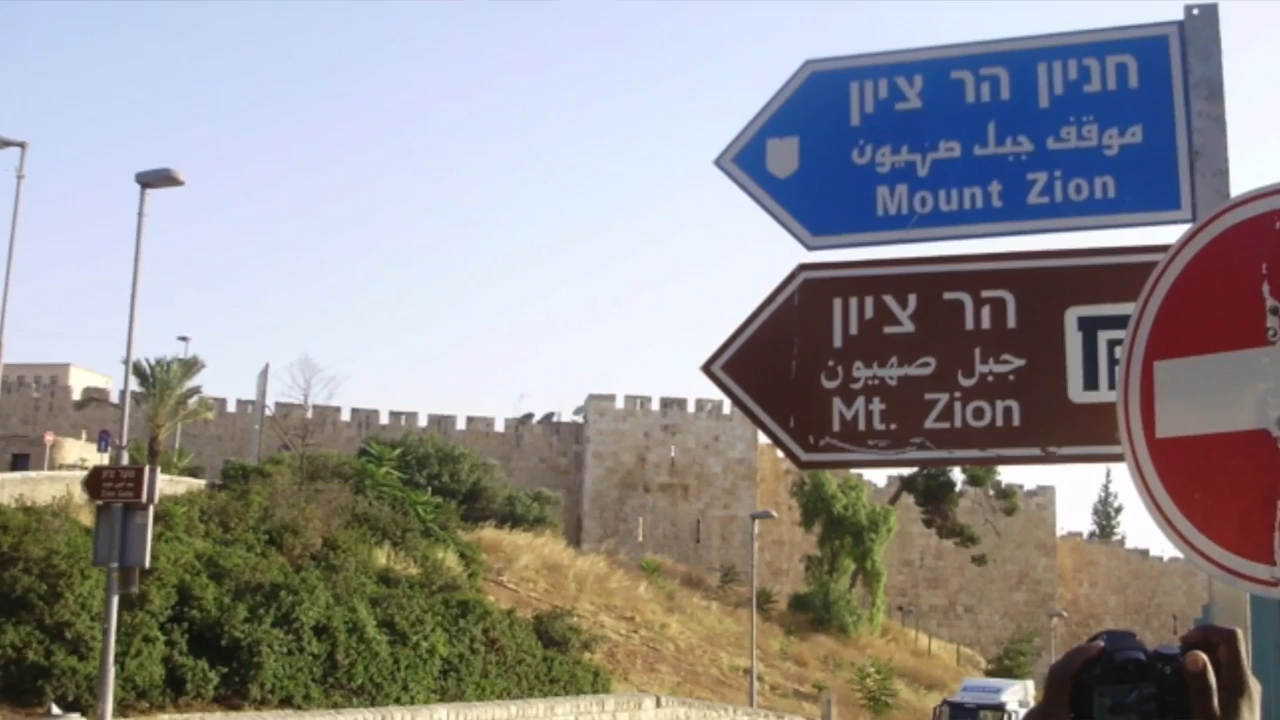 חניון הר ציון
موقف جبل صهيون
Mount Zion
הר ציון
جبل صهيون
Mt. Zion